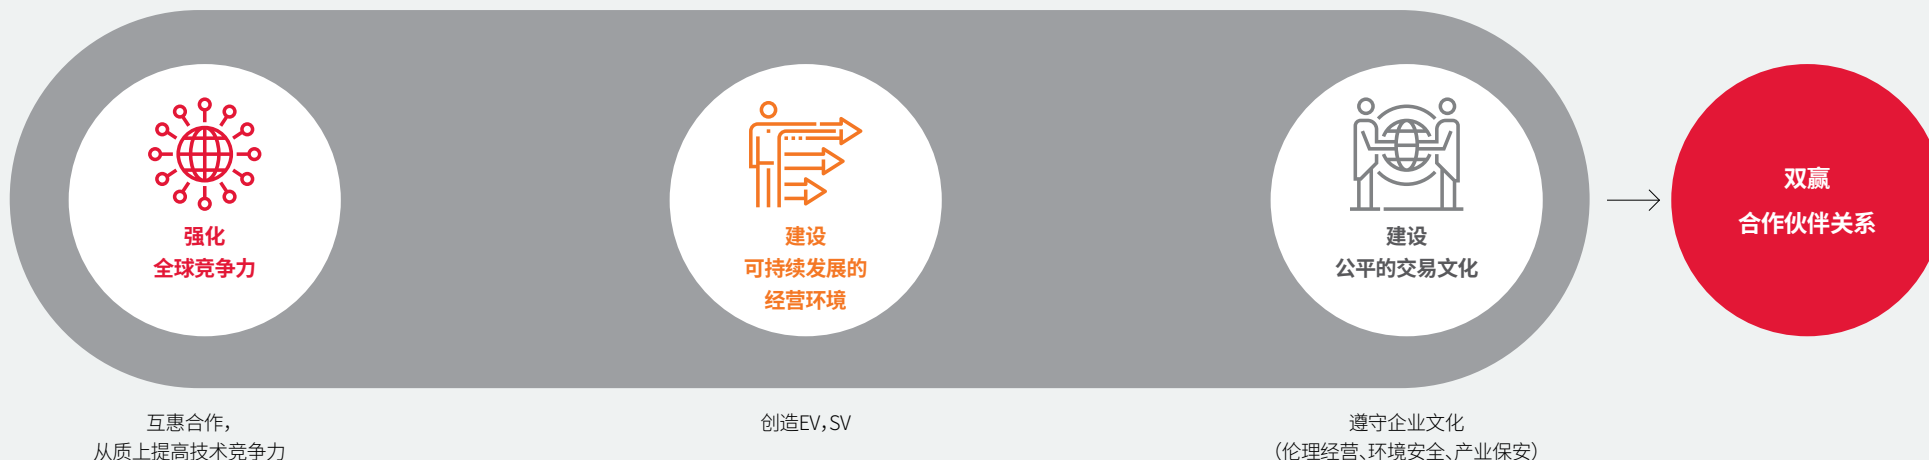 强化
全球竞争力
建设
可持续发展的
经营环境
建设
公平的交易文化
双赢
合作伙伴关系
互惠合作，
从质上提高技术竞争力
创造EV，SV
遵守企业文化
（伦理经营、环境安全、产业保安）